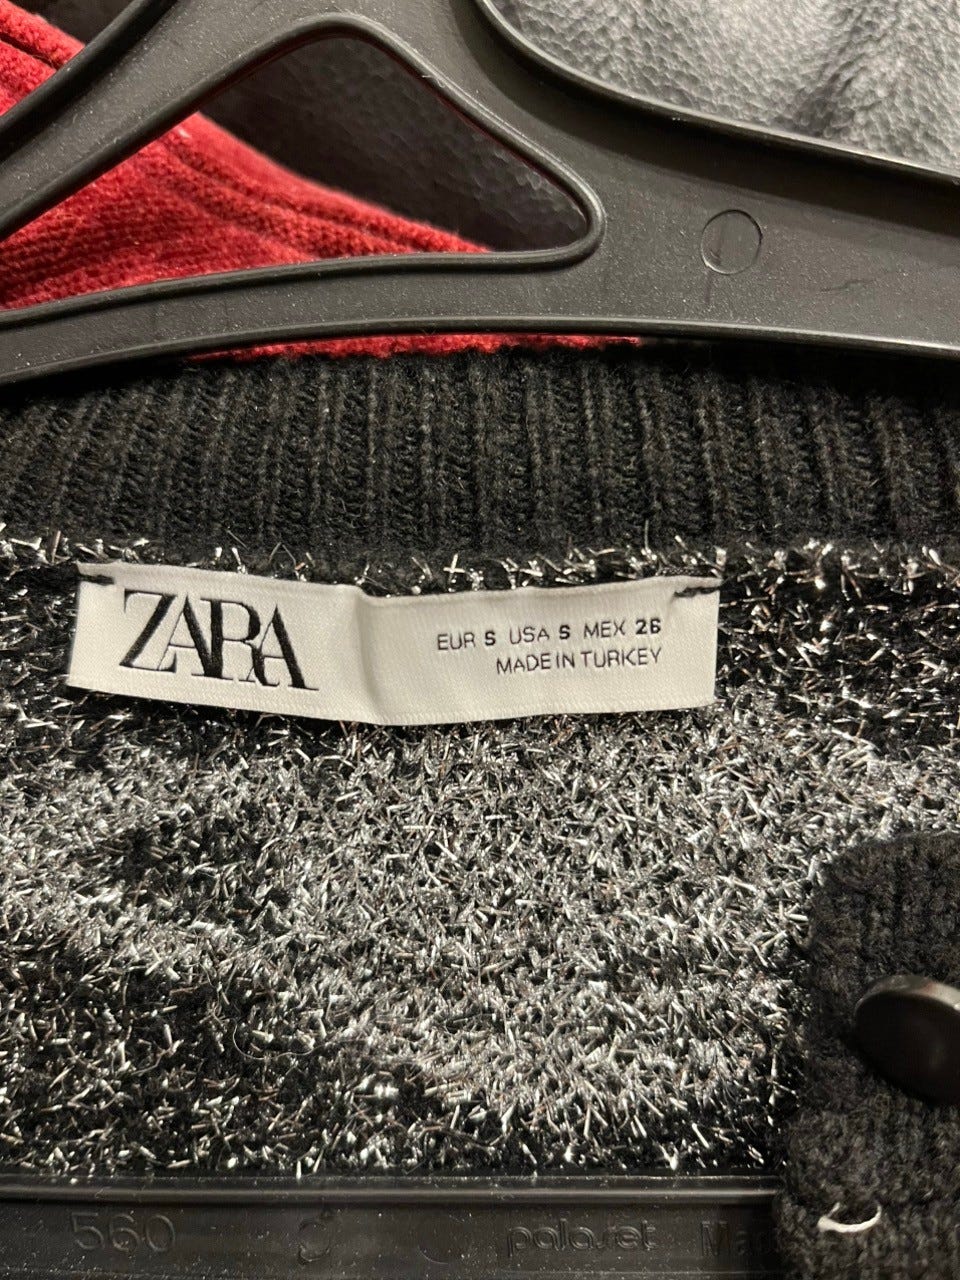 ZARA
EUR S USA S MEX 26
MADE IN TURKEY
560